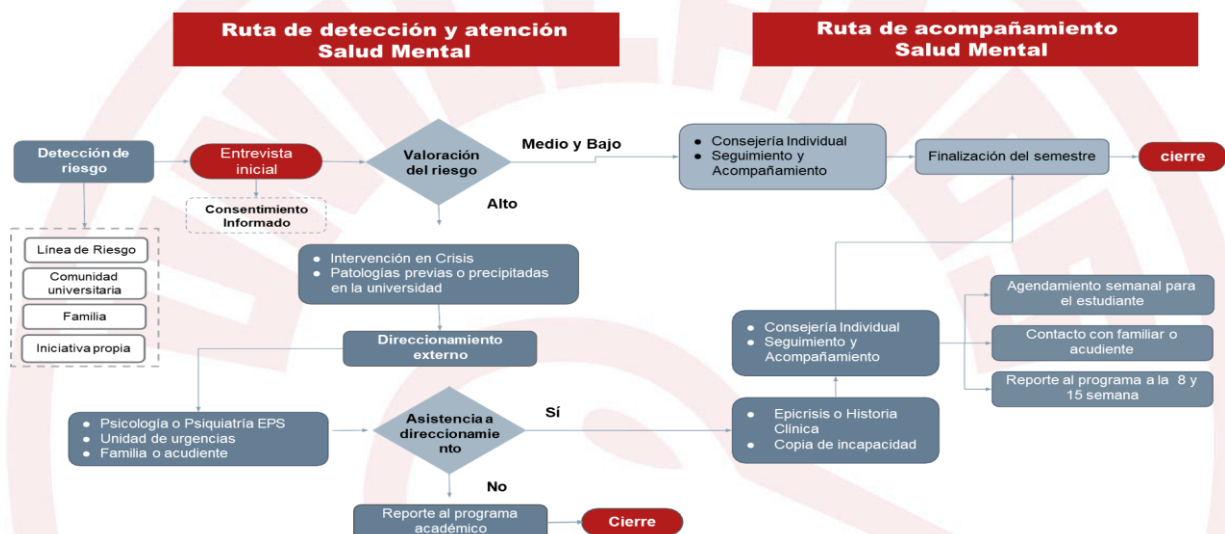 Ruta de detección y atención
Salud Mental
Ruta de acompañamiento
Salud Mental
Detección de
riesgo
Entrevista
inicial
Consentimiento
Informado
Valoración
del riesgo
Medio y Bajo
Alto
● Consejería Individual
● Seguimiento y
Acompañamiento
Finalización del semestre
cierre
Línea de Riesgo
Comunidad
universitaria
Familia
Iniciativa propia
● Intervención en Crisis
● Patologías previas o precipitadas
en la universidad
Direccionamiento
externo
● Psicología o Psiquiatría EPS
● Unidad de urgencias
● Familia o acudiente
Asistencia a
direccionamie
nto
Sí
No
Reporte al programa
académico
Cierre
● Epicrisis o Historia
Clínica
● Copia de incapacidad
● Consejería Individual
● Seguimiento y
Acompañamiento
Agendamiento semanal para
el estudiante
Contacto con familiar o
acudiente
Reporte al programa a la 8 y
15 semana